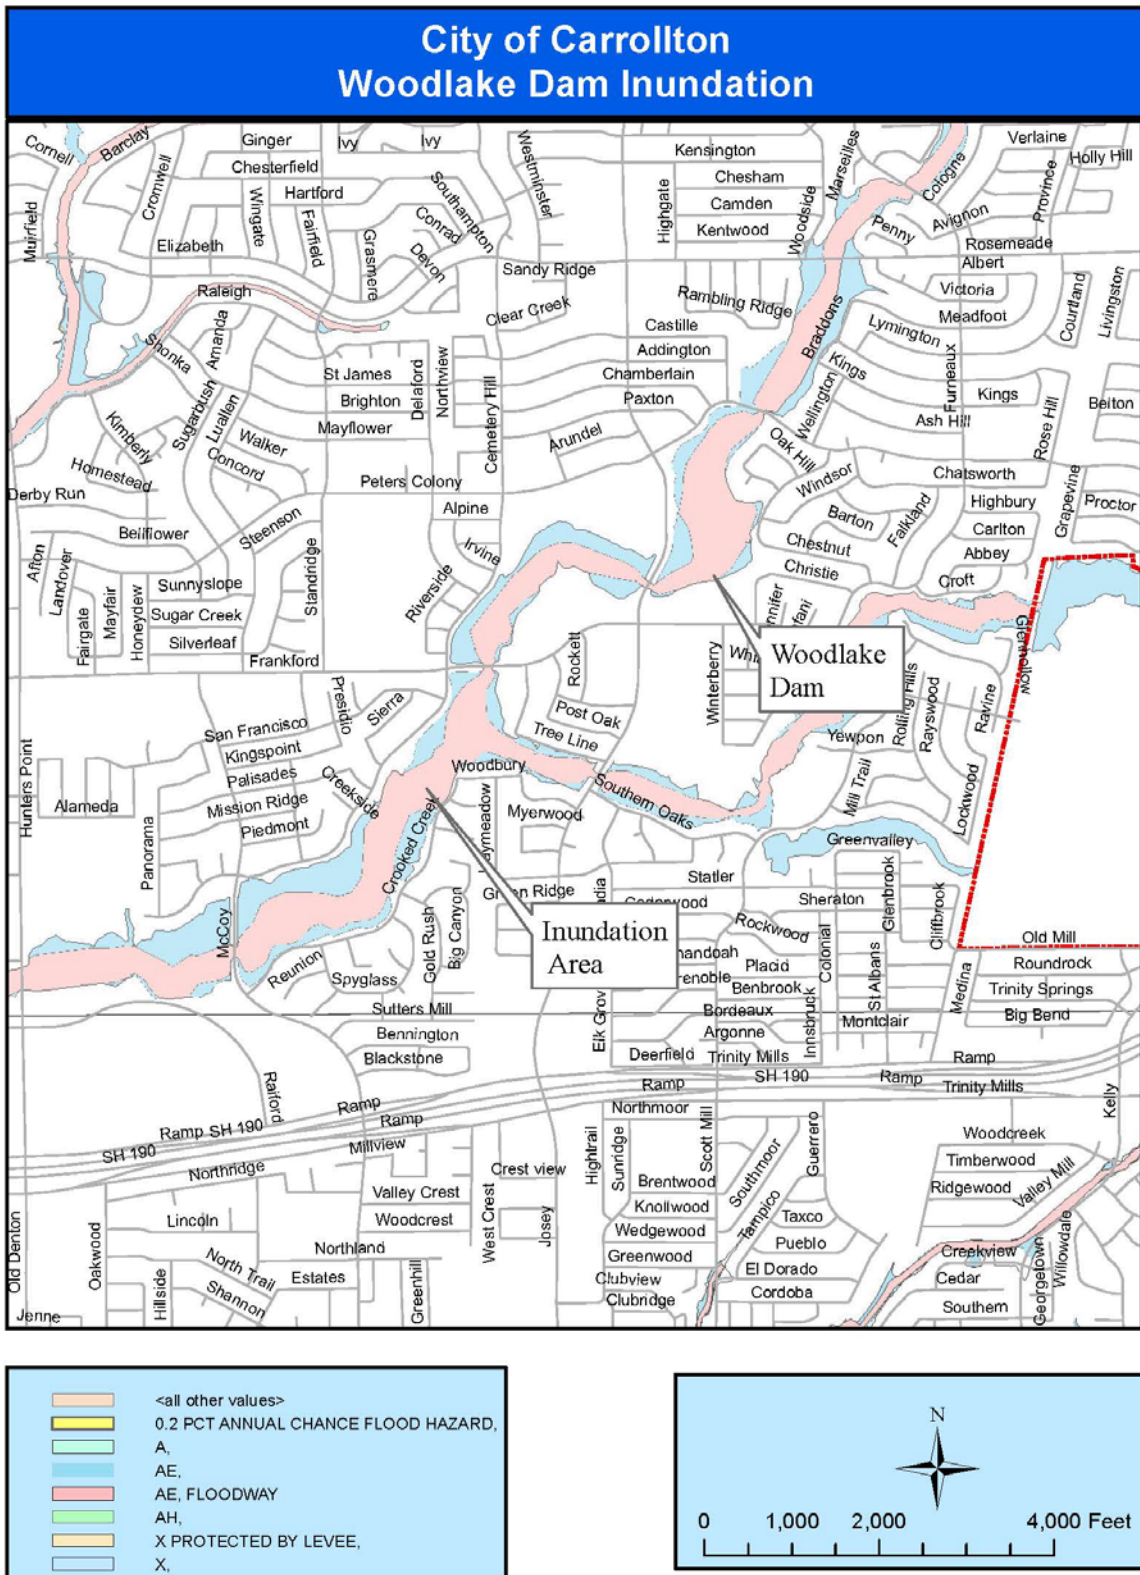 City of Carrollton
Woodlake Dam Inundation
Cornell
Barclay
Ginger
Ivy
Ivy
Westminster
Kensington
Marseilles
Cologne
Verlaine
Holly Hill
Chesterfield
Hartford
Southampton
Chesham
Camden
Kentwood
Highgate
Woodside
Province
Avignon
Penny
Muirfield
Cromwell
Wingate
Fairfield
Conrad
Elizabeth
Grasmere
Devon
Sandy Ridge
Rosemeade
Albert
Raleigh
Clear Creek
Rambling Ridge
Braddons
Victoria
Meadfoot
Courtland
Livingston
Shonka
Amanda
Castille
Addington
Lymington
Kings
Furneaux
Kings
St James
Delaford
Northview
Chamberlain
Brighton
Paxton
Wellington
Ash Hill
Rose Hill
Belton
Sugarbush
Luallen
Kimberly
Mayflower
Walker
Cemetery Hill
Arundel
Oak Hill
Homestead
Concord
Peters Colony
Windsor
Chatsworth
Derby Run
Highbury
Grapevine
Proctor
Bellflower
Steenson
Alpine
Barton
Falkland
Carlton
Afton
Landover
Irvine
Chestnut
Abbey
Sunnyslope
Standridge
Riverside
Christie
Croft
Fairgate
Mayfair
Honeydew
Sugar Creek
Silverleaf
Frankford
Rockett
Winterberry
Woodlake
Dam
Glenhollow
Presidio
Sierra
Post Oak
Rolling Hills
Rayswood
Ravine
San Francisco
Kingspoint
Tree Line
Yewpon
Hunters Point
Palisades
Creekside
Woodbury
Southern Oaks
Mill Trail
Lockwood
Alameda
Mission Ridge
Myerwood
Piedmont
Crooked Creek
Greenvalley
Panorama
Statler
Sheraton
Glenbrook
Cliffbrook
McCoy
Gold Rush
Big Canyon
Inundation
Area
Rockwood
Colonial
Old Mill
Reunion
Spyglass
Placid
Benbrook
St Albans
Medina
Roundrock
Trinity Springs
Sutters Mill
Bordeaux
Innsbruck
Big Bend
Bennington
Argonne
Montclair
Blackstone
Deerfield
Trinity Mills
Ramp
Raiford
Ramp
SH 190
Ramp
Trinity Mills
Ramp
Ramp
Northmoor
Kelly
Ramp SH 190
SH 190
Millview
Scott Mill
Guerrero
Woodcreek
Northridge
Crest view
Hightrail
Sunridge
Southmoor
Timberwood
Valley Crest
Brentwood
Ridgewood
Valley Mill
Lincoln
Woodcrest
West Crest
Josey
Knollwood
Tampico
Taxco
Willowdale
Old Denton
Oakwood
Northland
Wedgewood
Pueblo
Creekview
Georgetown
North Trail
Greenwood
El Dorado
Hillside
Shannon
Estates
Greenhill
Clubview
Cordoba
Cedar
Jenne
Clubridge
Southern
<all other values>
0.2 PCT ANNUAL CHANCE FLOOD HAZARD,
A,
AE,
AE, FLOODWAY
AH,
X PROTECTED BY LEVEE,
X,
N
0 1,000 2,000 4,000 Feet